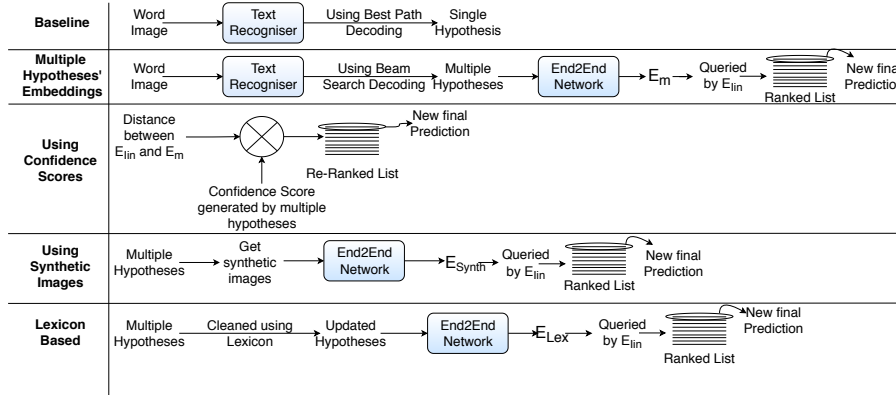 Baseline
Word
Image
Text
Recogniser
Using Best Path
Decoding
Single
Hypothesis
Multiple
Hypotheses'
Embeddings
Word
Image
Text
Recogniser
Using Beam
Search Decoding
Multiple
Hypotheses
End2End
Network
Em
Queried
by Elin
Ranked List
New final
Prediction
Using
Confidence
Scores
Distance
between
Elin and Em
Confidence Score
generated by multiple
hypotheses
Re-Ranked List
New final
Prediction
Using
Synthetic
Images
Multiple
Hypotheses
Get
synthetic
images
End2End
Network
ESynth
Queried
by Elin
Ranked List
New final
Prediction
Lexicon
Based
Multiple
Hypotheses
Cleaned using
Lexicon
Updated
Hypotheses
End2End
Network
ELex
Queried
by Elin
Ranked List
New final
Prediction